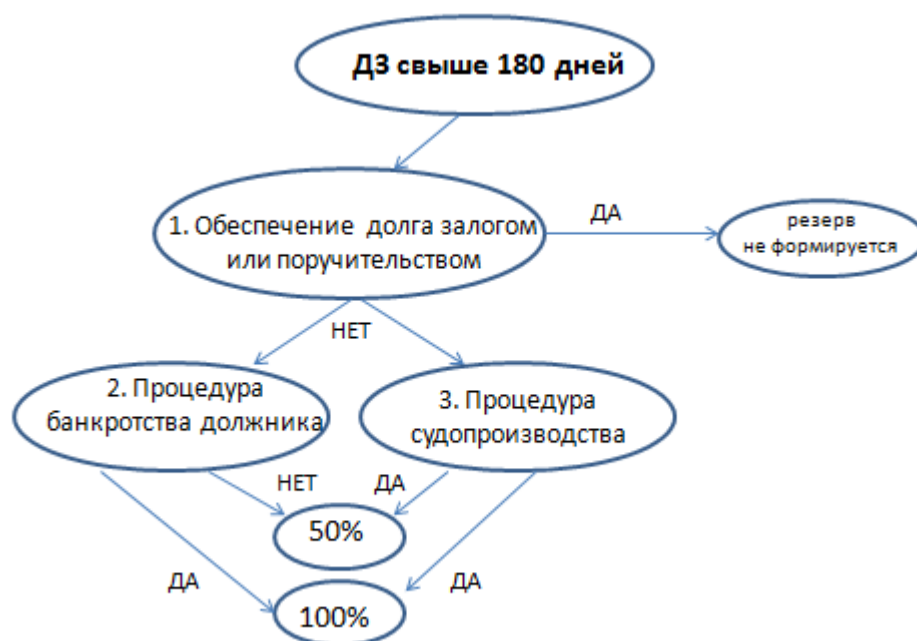 ДЗ свыше 180 дней
1. Обеспечение долга залогом
или поручительством
ДА
резерв
не формируется
НЕТ
2. Процедура
банкротства должника
3. Процедура
судопроизводства
НЕТ
ДА
50%
ДА
ДА
100%